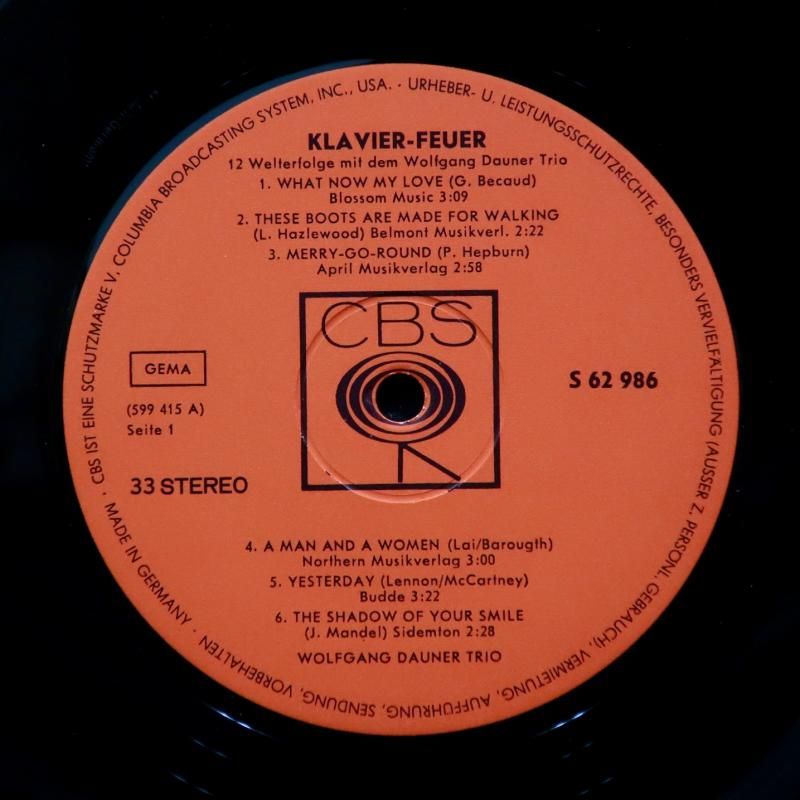 KLAVIER-FEUER
12 Welterfolge mit dem Wolfgang Dauner Trio
1. WHAT NOW MY LOVE (G. Becaud)
Blossom Music 3:09
2. THESE BOOTS ARE MADE FOR WALKING
(L. Hazlewood) Belmont Musikverl. 2:22
3. MERRY-GO-ROUND (P. Hepburn)
April Musikverlag 2:58
CBS
GEMA
(599 415 A)
Seite 1
33 STEREO
S 62 986
4. A MAN AND A WOMEN (Lai/Barougth)
Northern Musikverlag 3:00
5. YESTERDAY (Lennon/McCartney)
Budde 3:22
6. THE SHADOW OF YOUR SMILE
(J. Mandel) Sidemton 2:28
WOLFGANG DAUNER TRIO
· CBS IST EINE SCHUTZMARKE V. COLUMBIA BROADCASTING SYSTEM, INC., USA. · URHEBER- U. LEISTUNGSSCHUTZRECHTE, BESONDERS VERVIELFÄLTIGUNG (AUSSER Z. PERSÖNL. GEBRAUCH), VERMIETUNG, AUFFÜHRUNG, SENDUNG, VORBEHALTEN · MADE IN GERMANY